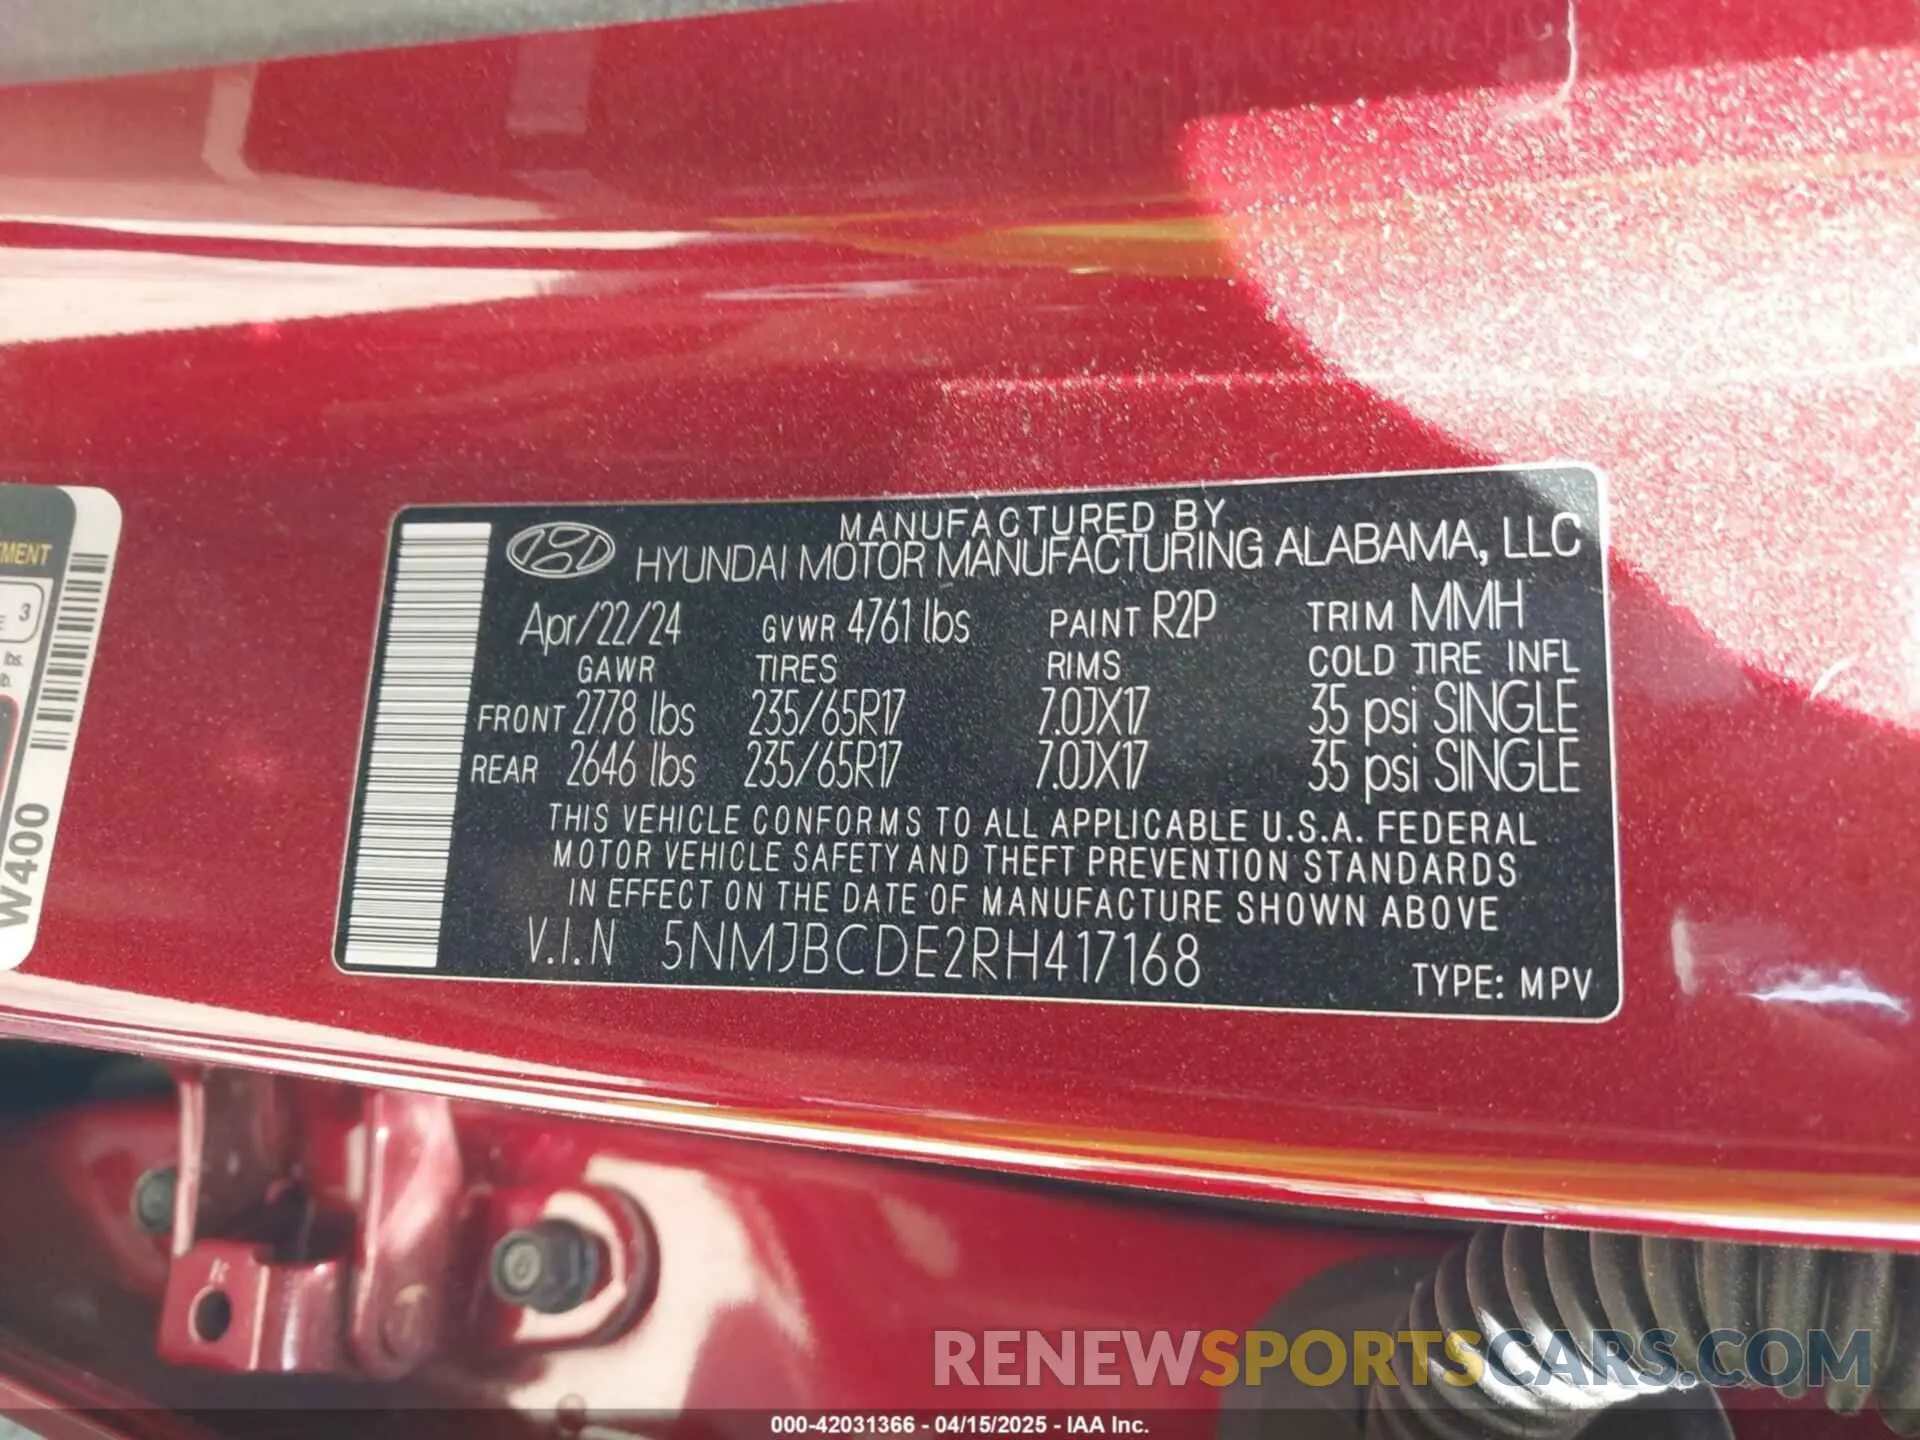 MANUFACTURED BY
HYUNDAI MOTOR MANUFACTURING ALABAMA, LLC
Apr/22/24 GVWR 4761 lbs PAINT R2P TRIM MMH
GAWR TIRES RIMS COLD TIRE INFL
FRONT 2778 lbs 235/65R17 7.0JX17 35 psi SINGLE
REAR 2646 lbs 235/65R17 7.0JX17 35 psi SINGLE
THIS VEHICLE CONFORMS TO ALL APPLICABLE U.S.A. FEDERAL
MOTOR VEHICLE SAFETY AND THEFT PREVENTION STANDARDS
IN EFFECT ON THE DATE OF MANUFACTURE SHOWN ABOVE
V.I.N 5NMJBCDE2RH417168
TYPE: MPV
3
lbs.
W400
RENEWSPORTSCARS.COM
000-42031366 - 04/15/2025 - IAA Inc.